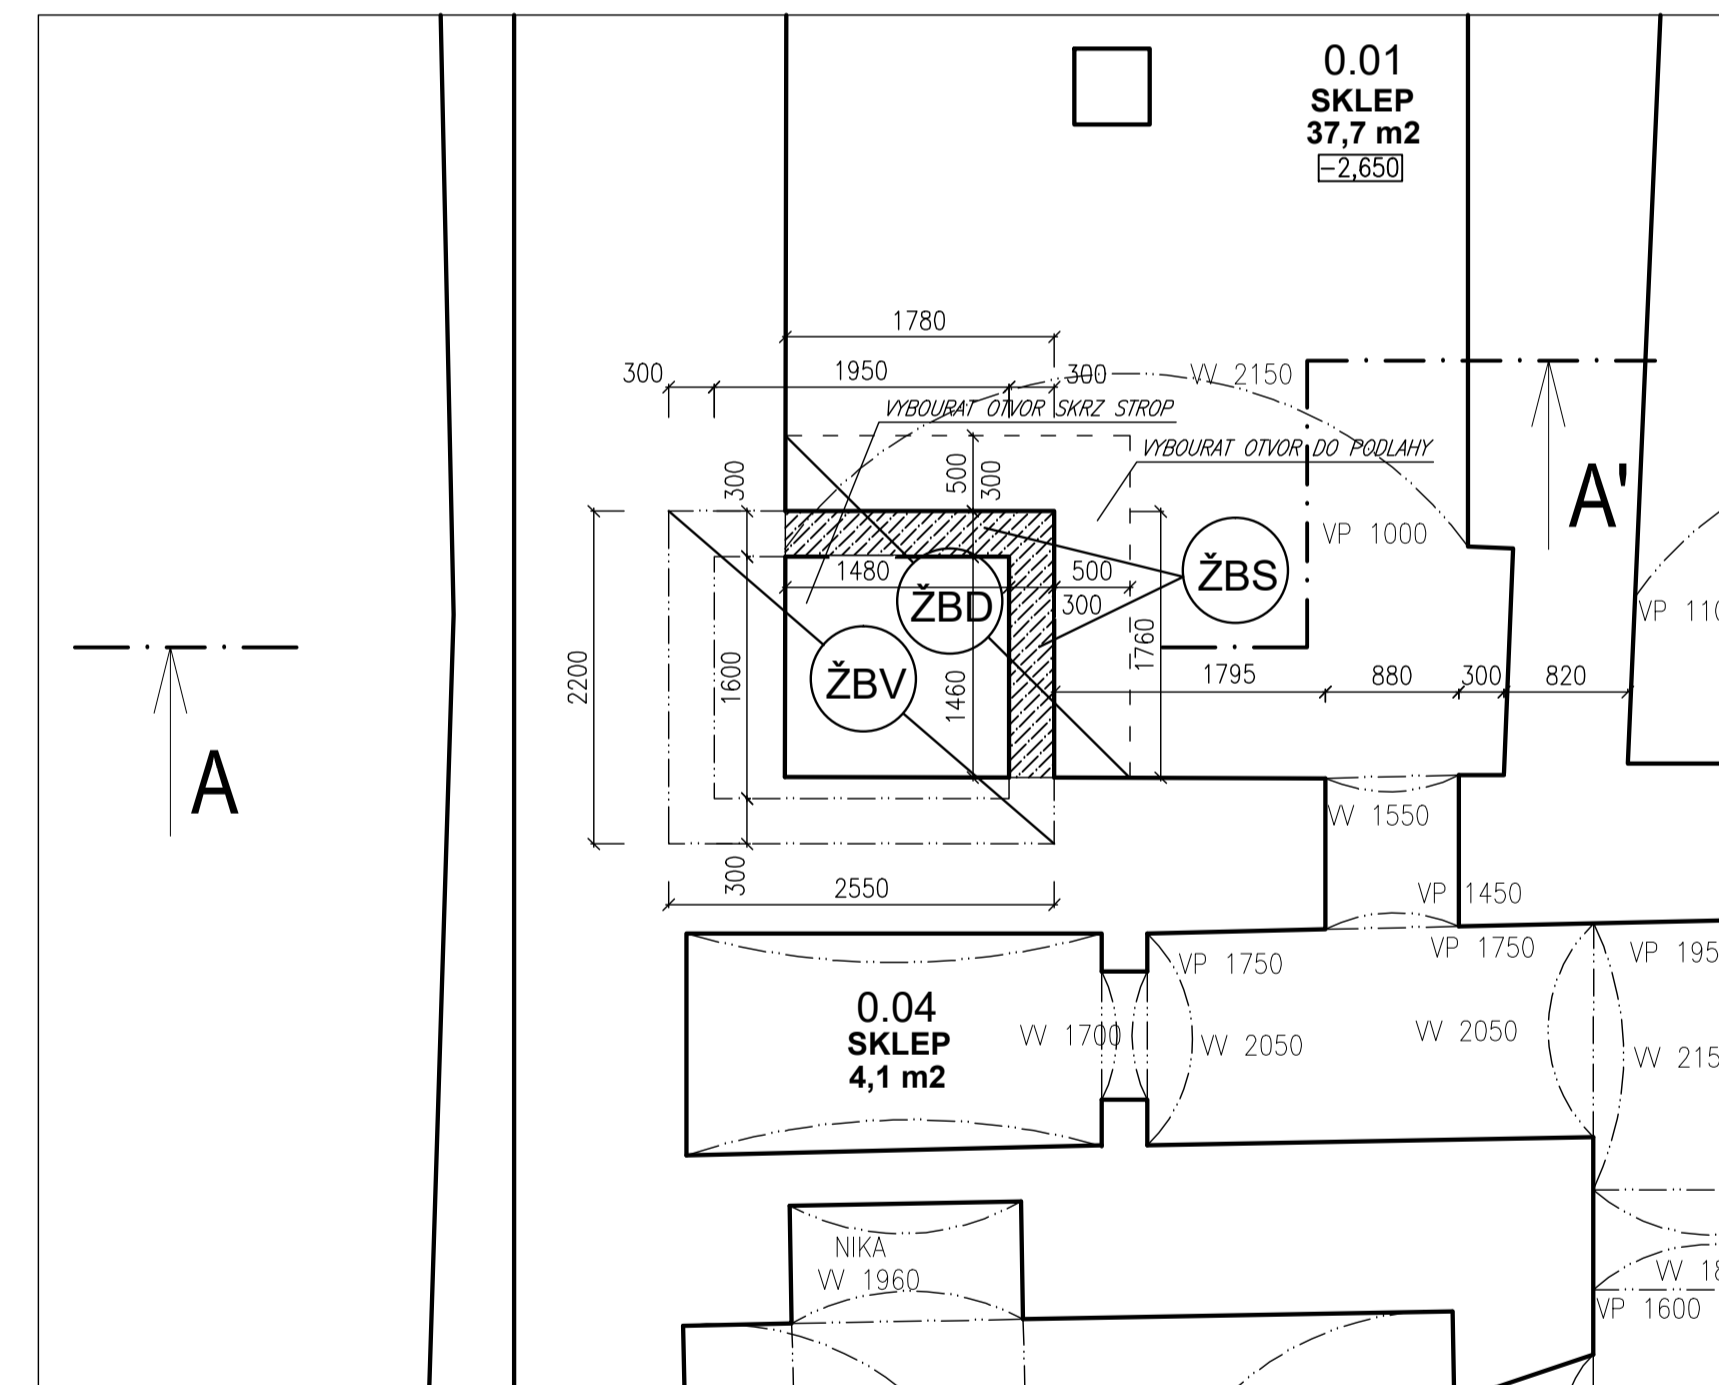 0.01
SKLEP
37,7 m2
-2,650
1780
300
1950
300
VV 2150
VYBOURAT OTVOR SKRZ STROP
VYBOURAT OTVOR DO PODLAHY
A'
300
500
300
VP 1000
1480
500
ŽBS
ŽBD
300
VP 110
1760
2200
1600
ŽBV
1460
1795
880
300
820
A
VV 1550
300
2550
VP 1450
VP 1750
VP 1750
VP 195
0.04
SKLEP
4,1 m2
VV 1700
VV 2050
VV 2050
VV 215
NIKA
VV 1960
VV 18
VP 1600